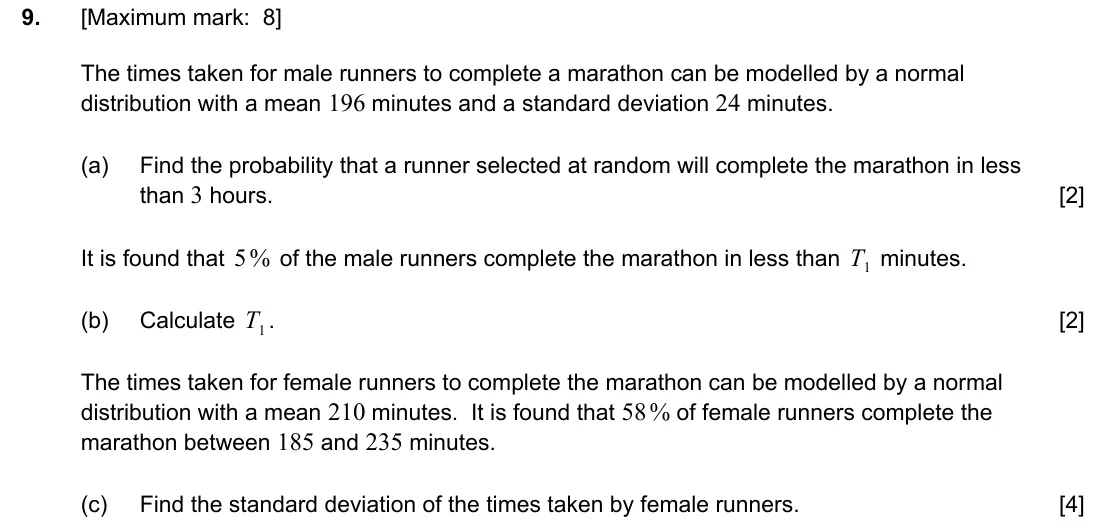 9. [Maximum mark: 8]
The times taken for male runners to complete a marathon can be modelled by a normal
distribution with a mean 196 minutes and a standard deviation 24 minutes.
(a) Find the probability that a runner selected at random will complete the marathon in less
than 3 hours. [2]
It is found that 5% of the male runners complete the marathon in less than T₁ minutes.
(b) Calculate T₁. [2]
The times taken for female runners to complete the marathon can be modelled by a normal
distribution with a mean 210 minutes. It is found that 58% of female runners complete the
marathon between 185 and 235 minutes.
(c) Find the standard deviation of the times taken by female runners. [4]